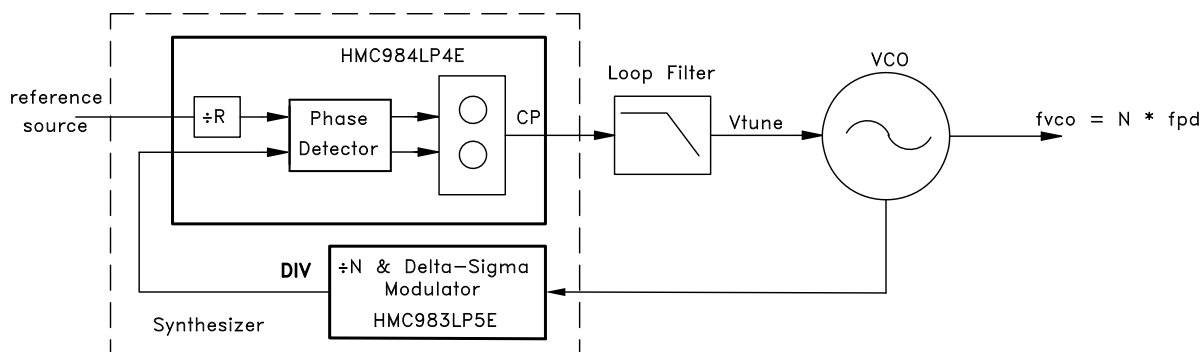 HMC984LP4E
reference
source
÷R
Phase
Detector
CP
Loop Filter
Vtune
VCO
fvco = N * fpd
DIV
÷N & Delta-Sigma
Modulator
HMC983LP5E
Synthesizer